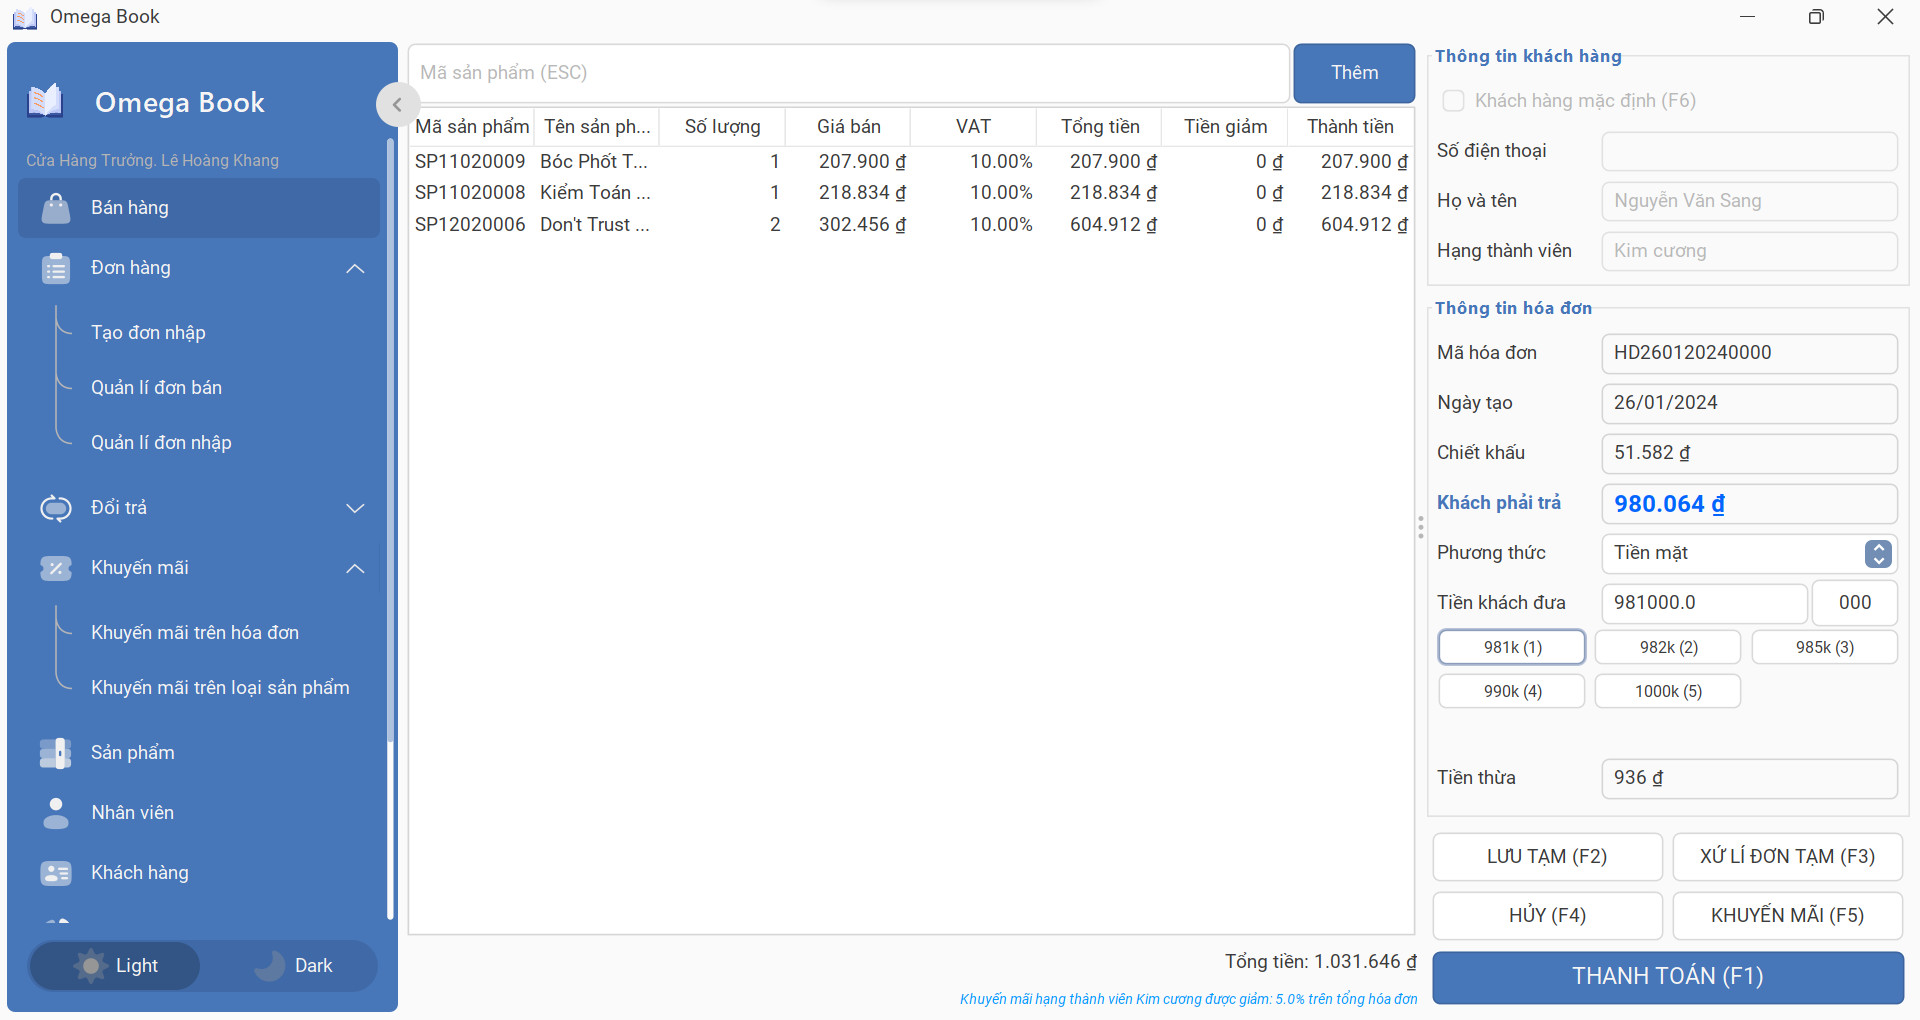 Omega Book
Omega Book
Cửa Hàng Trưởng. Lê Hoàng Khang
Bán hàng
Đơn hàng
Tạo đơn nhập
Quản lí đơn bán
Quản lí đơn nhập
Đổi trả
Khuyến mãi
Khuyến mãi trên hóa đơn
Khuyến mãi trên loại sản phẩm
Sản phẩm
Nhân viên
Khách hàng
Light
Dark
Mã sản phẩm (ESC)
Thêm
Mã sản phẩm Tên sản ph... Số lượng Giá bán VAT Tổng tiền Tiền giảm Thành tiền
SP11020009 Bóc Phốt T... 1 207.900 ₫ 10.00% 207.900 ₫ 0 ₫ 207.900 ₫
SP11020008 Kiểm Toán ... 1 218.834 ₫ 10.00% 218.834 ₫ 0 ₫ 218.834 ₫
SP12020006 Don't Trust ... 2 302.456 ₫ 10.00% 604.912 ₫ 0 ₫ 604.912 ₫
Tổng tiền: 1.031.646 ₫
Khuyến mãi hạng thành viên Kim cương được giảm: 5.0% trên tổng hóa đơn
Thông tin khách hàng
Khách hàng mặc định (F6)
Số điện thoại
Họ và tên Nguyễn Văn Sang
Hạng thành viên Kim cương
Thông tin hóa đơn
Mã hóa đơn HD260120240000
Ngày tạo 26/01/2024
Chiết khấu 51.582 ₫
Khách phải trả 980.064 ₫
Phương thức Tiền mặt
Tiền khách đưa 981000.0 000
981k (1) 982k (2) 985k (3)
990k (4) 1000k (5)
Tiền thừa 936 ₫
LƯU TẠM (F2) XỬ LÍ ĐƠN TẠM (F3)
HỦY (F4) KHUYẾN MÃI (F5)
THANH TOÁN (F1)